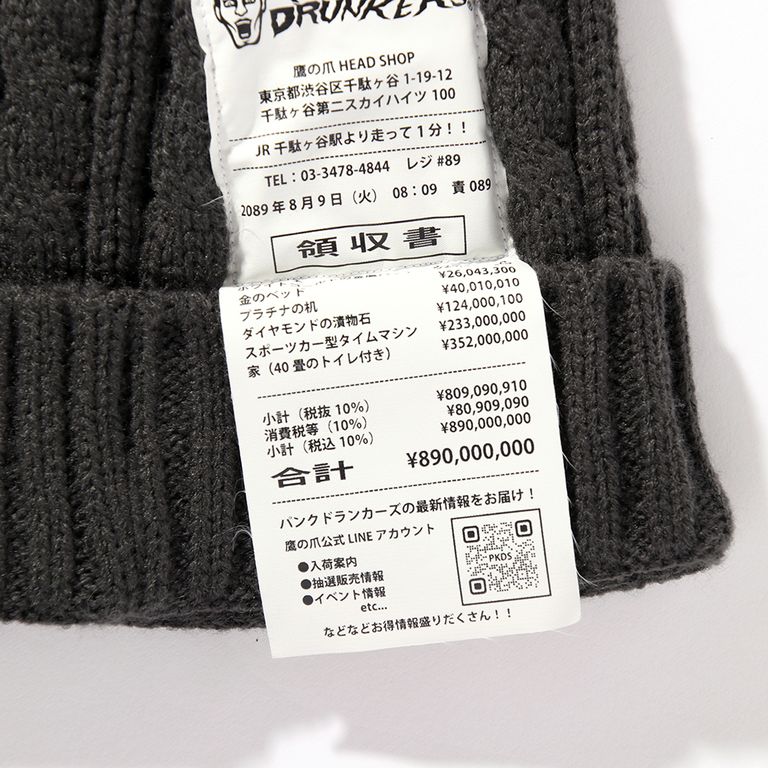 DRUNKERS
鷹の爪 HEAD SHOP
東京都渋谷区千駄ヶ谷 1-19-12
千駄ヶ谷第二スカイハイツ 100
JR 千駄ヶ谷駅より走って 1 分！！
TEL：03-3478-4844 レジ #89
2089 年 8 月 9 日（火） 08：09 責 089
領収書
¥26,043,300
金のベッド ¥40,010,010
プラチナの机 ¥124,000,100
ダイヤモンドの漬物石 ¥233,000,000
スポーツカー型タイムマシン ¥352,000,000
家（40 畳のトイレ付き）
小計（税抜 10%） ¥809,090,910
消費税等（10%） ¥80,909,090
小計（税込 10%） ¥890,000,000
合計 ¥890,000,000
パンクドランカーズの最新情報をお届け！
鷹の爪公式 LINE アカウント
●入荷案内
●抽選販売情報
●イベント情報
etc...
PKDS
などなどお得情報盛りだくさん！！